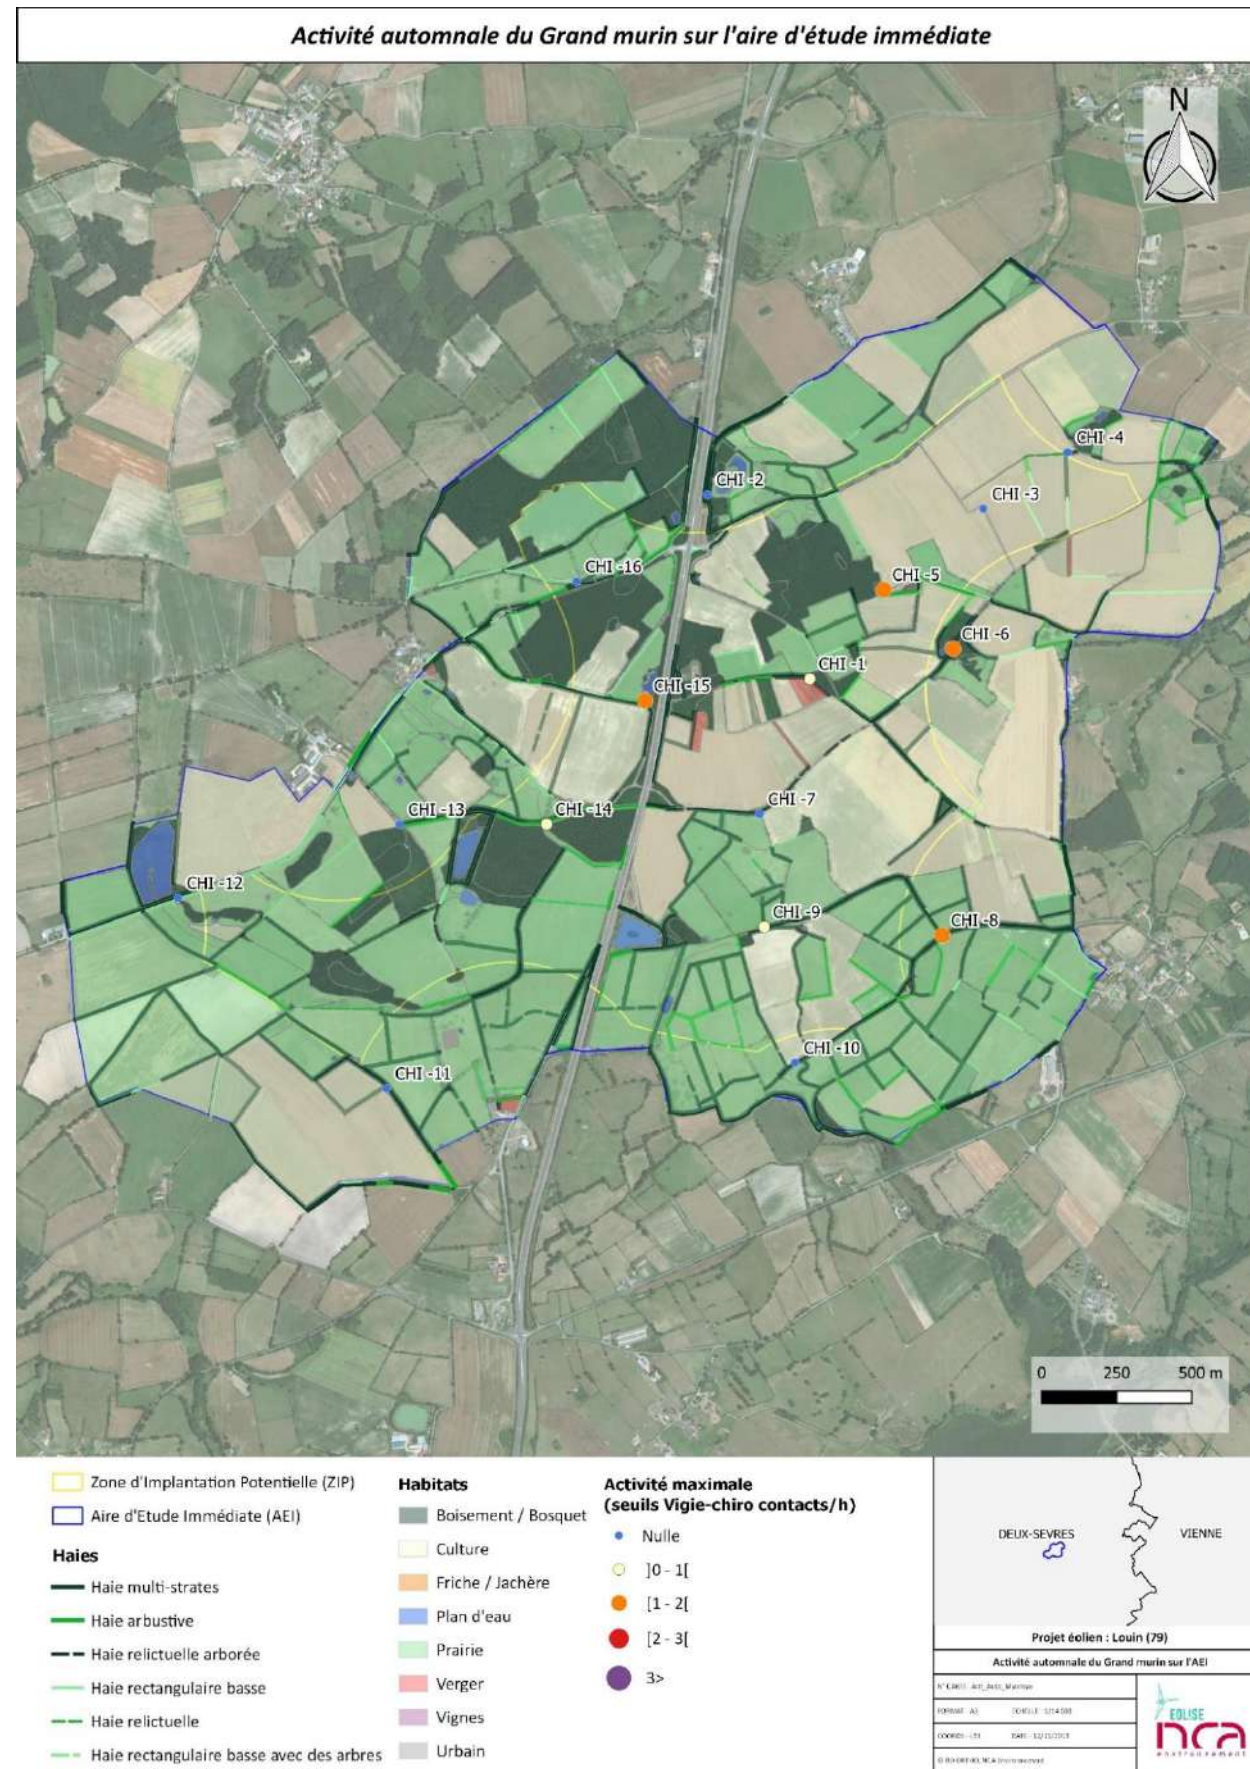 Activité automnale du Grand murin sur l'aire d'étude immédiate
N
CHI -4
CHI -2
CHI -3
CHI -16
CHI -5
CHI -6
CHI -1
CHI -15
CHI -13
CHI -14
CHI -7
CHI -12
CHI -9
CHI -8
CHI -10
CHI -11
0 250 500 m
Zone d'Implantation Potentielle (ZIP)
Aire d'Etude Immédiate (AEI)
Haies
Haie multi-strates
Haie arbustive
Haie relictuelle arborée
Haie rectangulaire basse
Haie relictuelle
Haie rectangulaire basse avec des arbres
Habitats
Boisement / Bosquet
Culture
Friche / Jachère
Plan d'eau
Prairie
Verger
Vignes
Urbain
Activité maximale
(seuils Vigie-chiro contacts/h)
Nulle
]0 - 1[
[1 - 2[
[2 - 3[
3>
DEUX-SEVRES
VIENNE
Projet éolien : Louin (79)
Activité automnale du Grand murin sur l'AEI
FORMAT : A3
EOLISE
nca
environnement